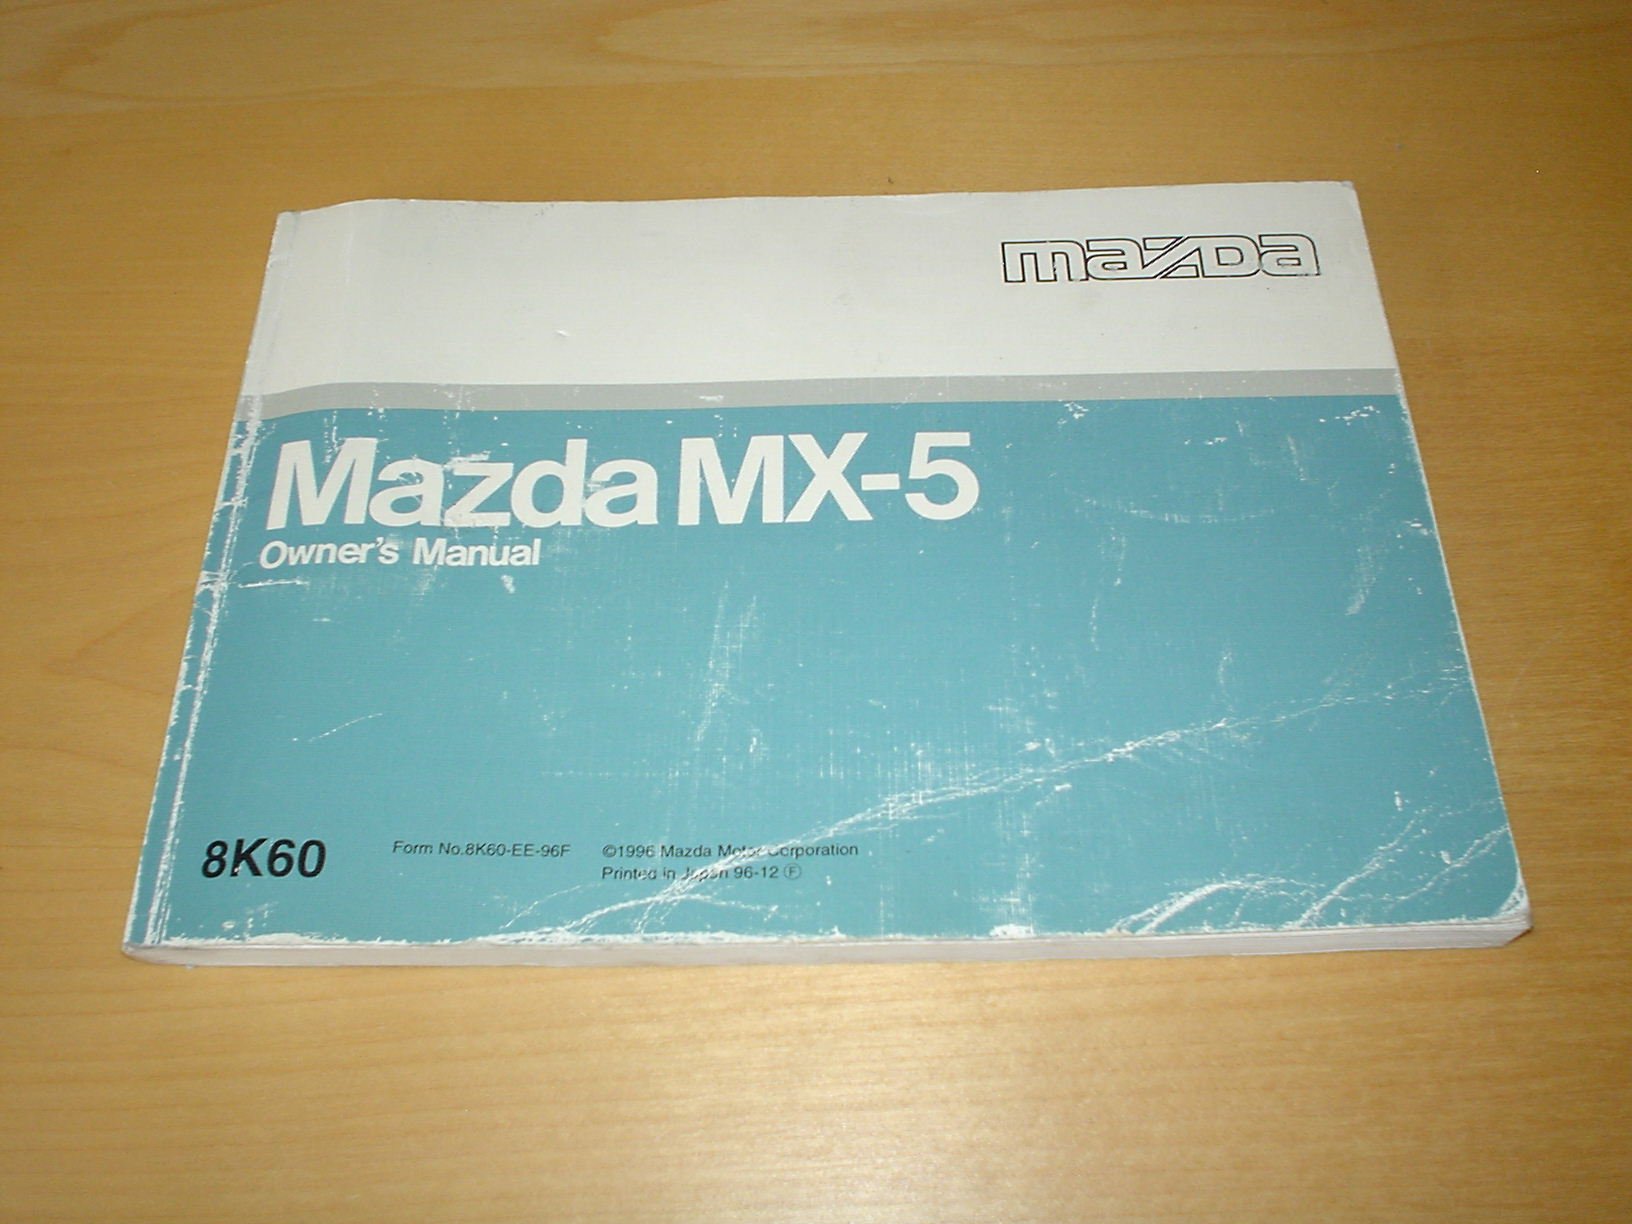 mazda
Mazda MX-5
Owner's Manual
8K60
Form No.8K60-EE-96F
©1996 Mazda Motor Corporation
Printed in Japan 96-12 Ⓕ